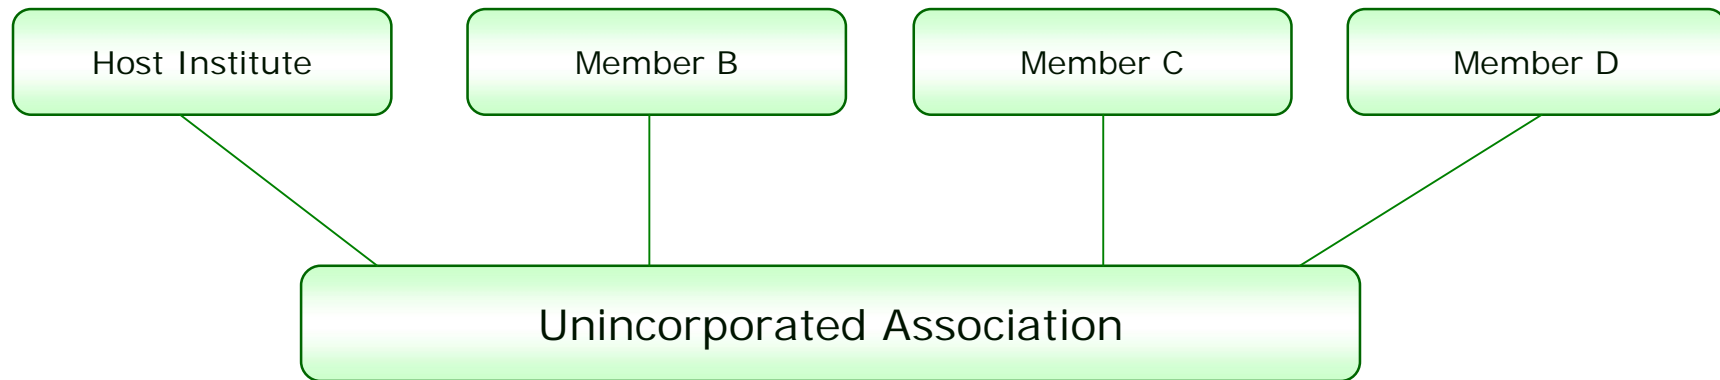 Host Institute
Member B
Member C
Member D
Unincorporated Association